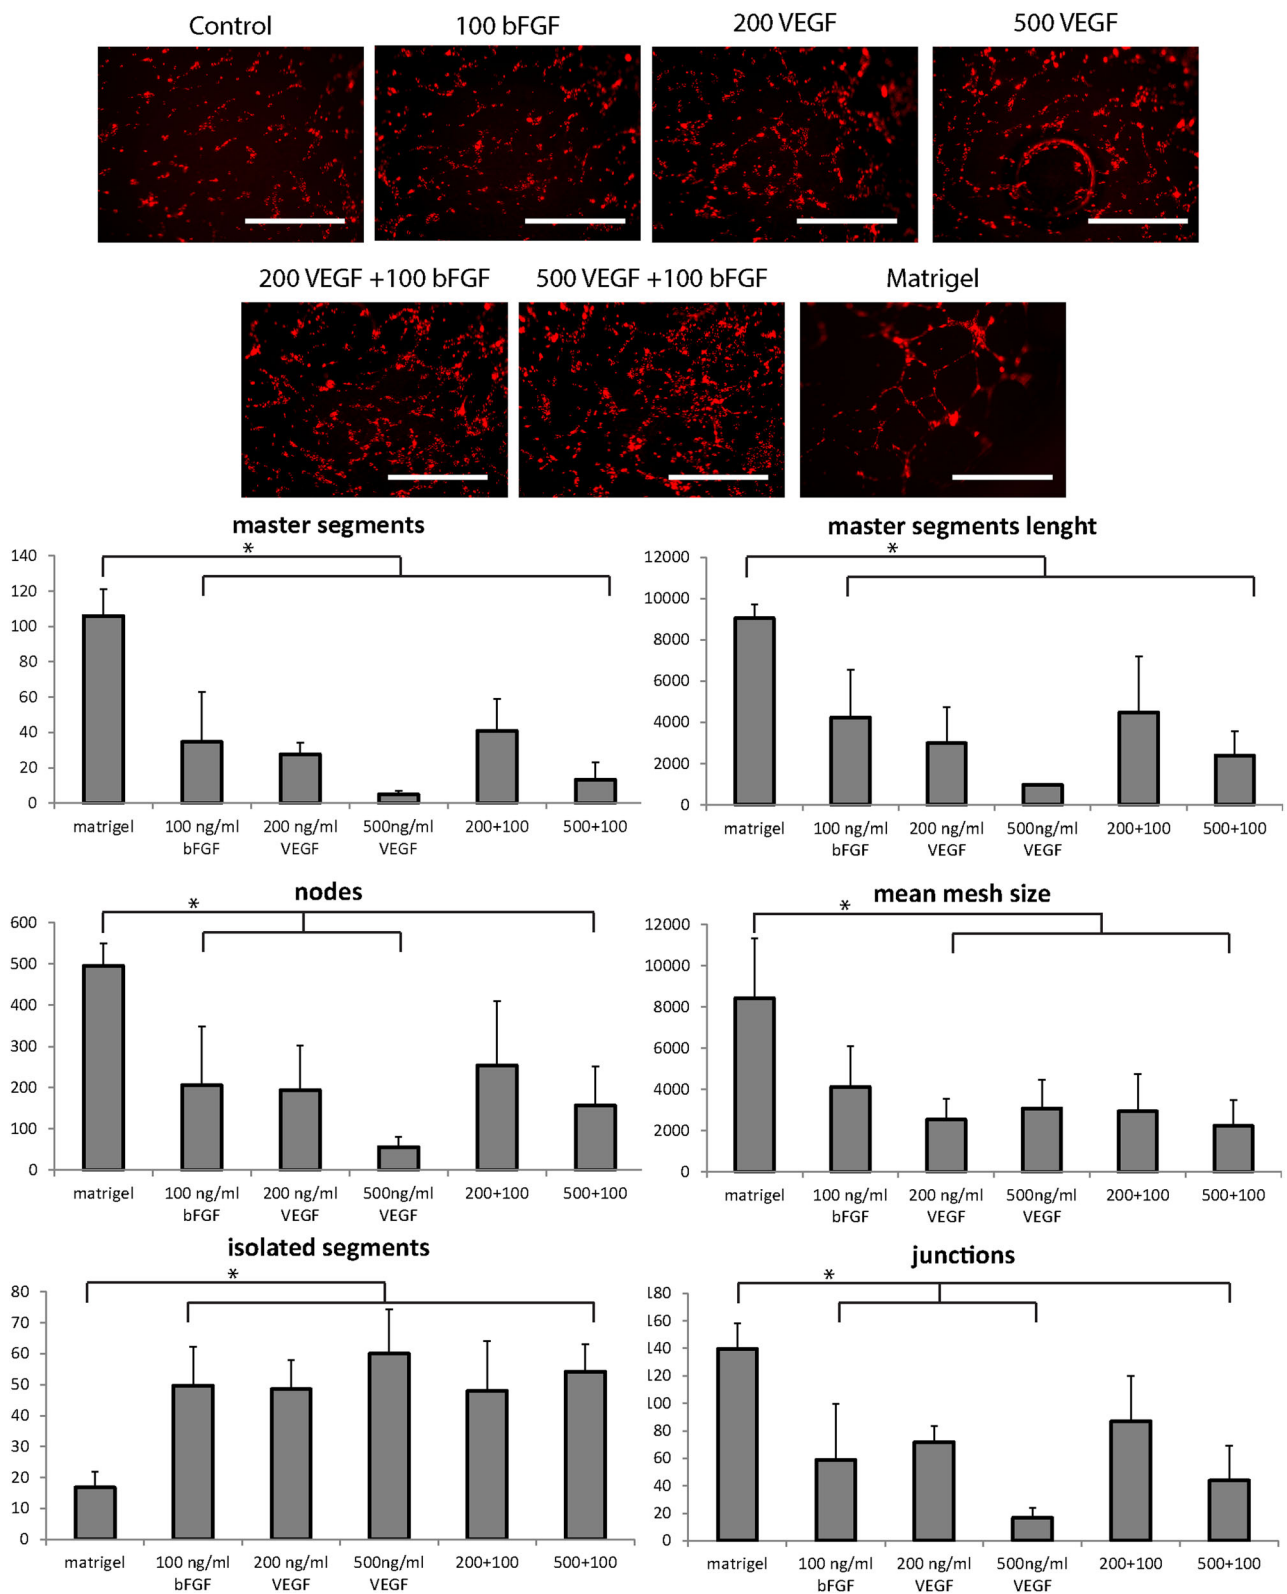 Control
100 bFGF
200 VEGF
500 VEGF
200 VEGF +100 bFGF
500 VEGF +100 bFGF
Matrigel
master segments
*
140
120
100
80
60
40
20
0
matrigel
100 ng/ml
bFGF
200 ng/ml
VEGF
500ng/ml
VEGF
200+100
500+100
master segments lenght
*
12000
10000
8000
6000
4000
2000
0
matrigel
100 ng/ml
bFGF
200 ng/ml
VEGF
500ng/ml
VEGF
200+100
500+100
nodes
*
600
500
400
300
200
100
0
matrigel
100 ng/ml
bFGF
200 ng/ml
VEGF
500ng/ml
VEGF
200+100
500+100
mean mesh size
*
12000
10000
8000
6000
4000
2000
0
matrigel
100 ng/ml
bFGF
200 ng/ml
VEGF
500ng/ml
VEGF
200+100
500+100
isolated segments
*
80
70
60
50
40
30
20
10
0
matrigel
100 ng/ml
bFGF
200 ng/ml
VEGF
500ng/ml
VEGF
200+100
500+100
junctions
*
180
160
140
120
100
80
60
40
20
0
matrigel
100 ng/ml
bFGF
200 ng/ml
VEGF
500ng/ml
VEGF
200+100
500+100